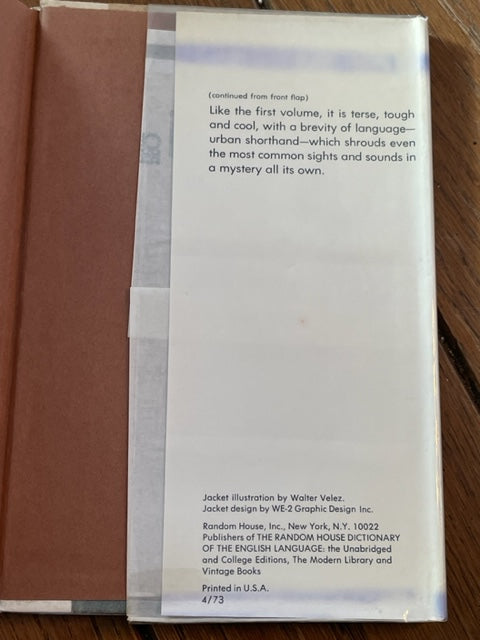 (continued from front flap)
Like the first volume, it is terse, tough
and cool, with a brevity of language—
urban shorthand—which shrouds even
the most common sights and sounds in
a mystery all its own.
Jacket illustration by Walter Velez.
Jacket design by WE-2 Graphic Design Inc.
Random House, Inc., New York, N.Y. 10022
Publishers of THE RANDOM HOUSE DICTIONARY
OF THE ENGLISH LANGUAGE: the Unabridged
and College Editions, The Modern Library and
Vintage Books
Printed in U.S.A.
4/73